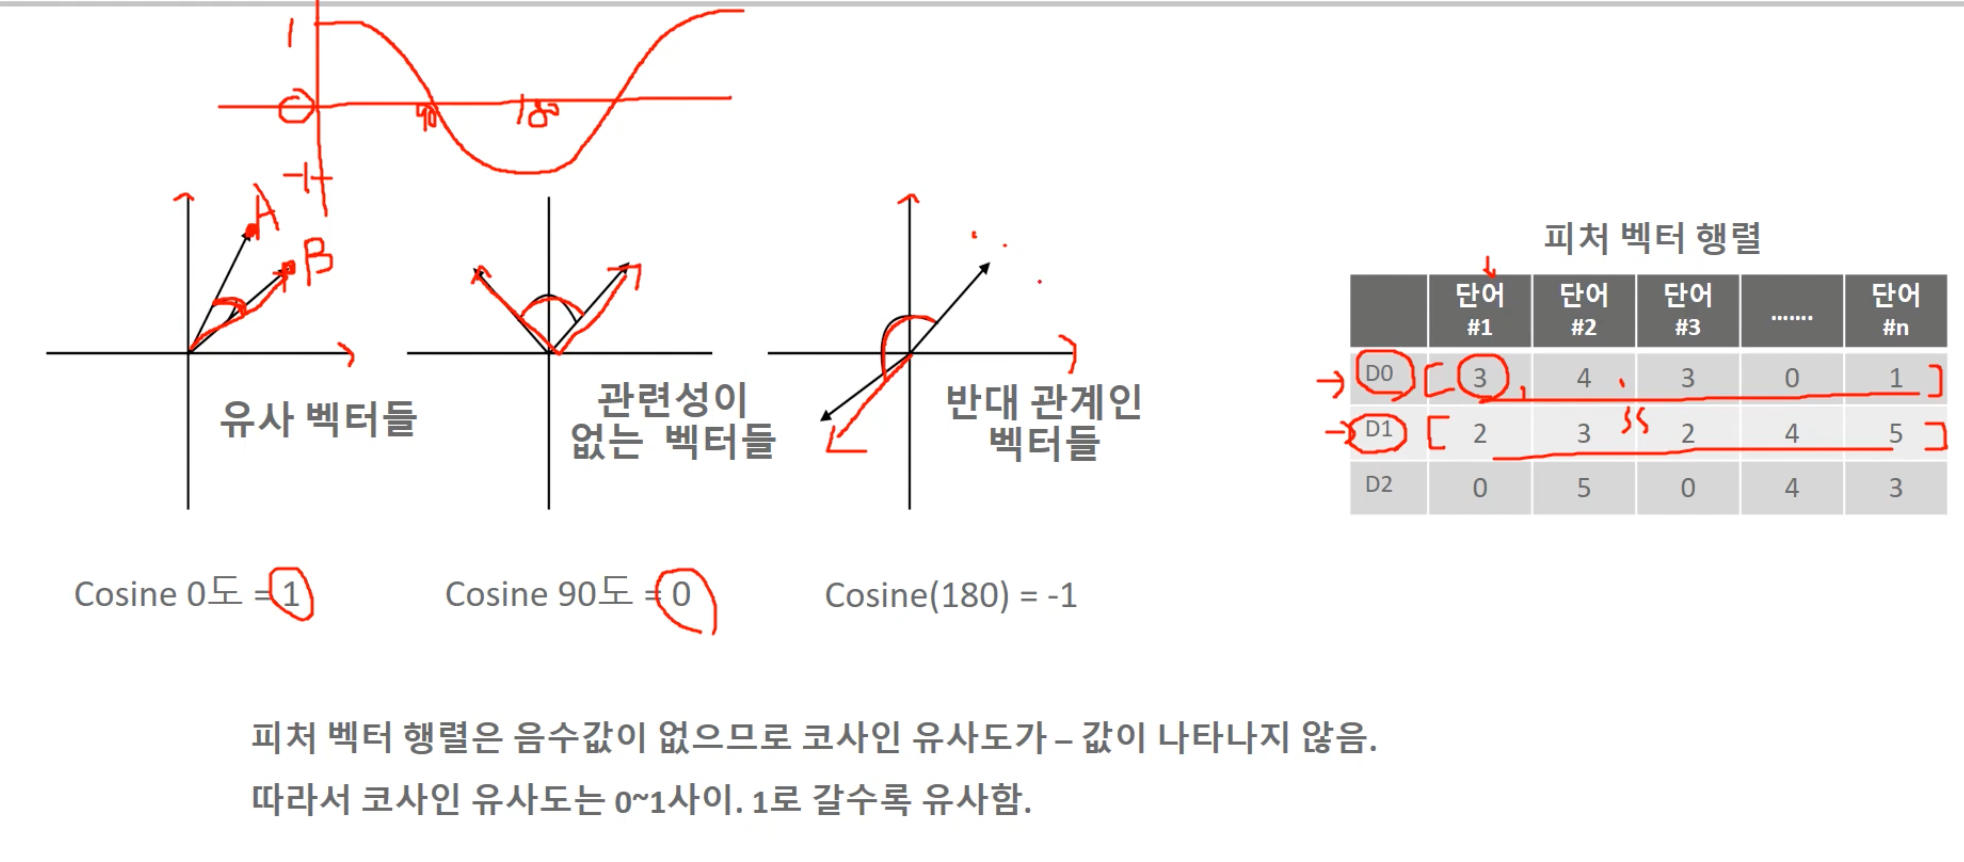 1
0
90
180
-1
A
B
유사 벡터들
관련성이
없는 벡터들
반대 관계인
벡터들
Cosine 0도 = 1
Cosine 90도 = 0
Cosine(180) = -1
피처 벡터 행렬
단어 #1 단어 #2 단어 #3 ....... 단어 #n
D0 3 4 3 0 1
D1 2 3 2 4 5
D2 0 5 0 4 3
피처 벡터 행렬은 음수값이 없으므로 코사인 유사도가 – 값이 나타나지 않음.
따라서 코사인 유사도는 0~1사이. 1로 갈수록 유사함.